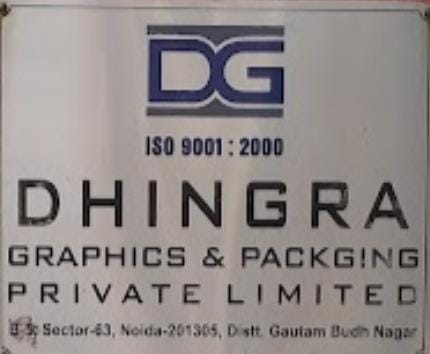 DG
ISO 9001 : 2000
DHINGRA
GRAPHICS & PACKGING
PRIVATE LIMITED
Sector-63, Noida-201305, Distt. Gautam Budh Nagar